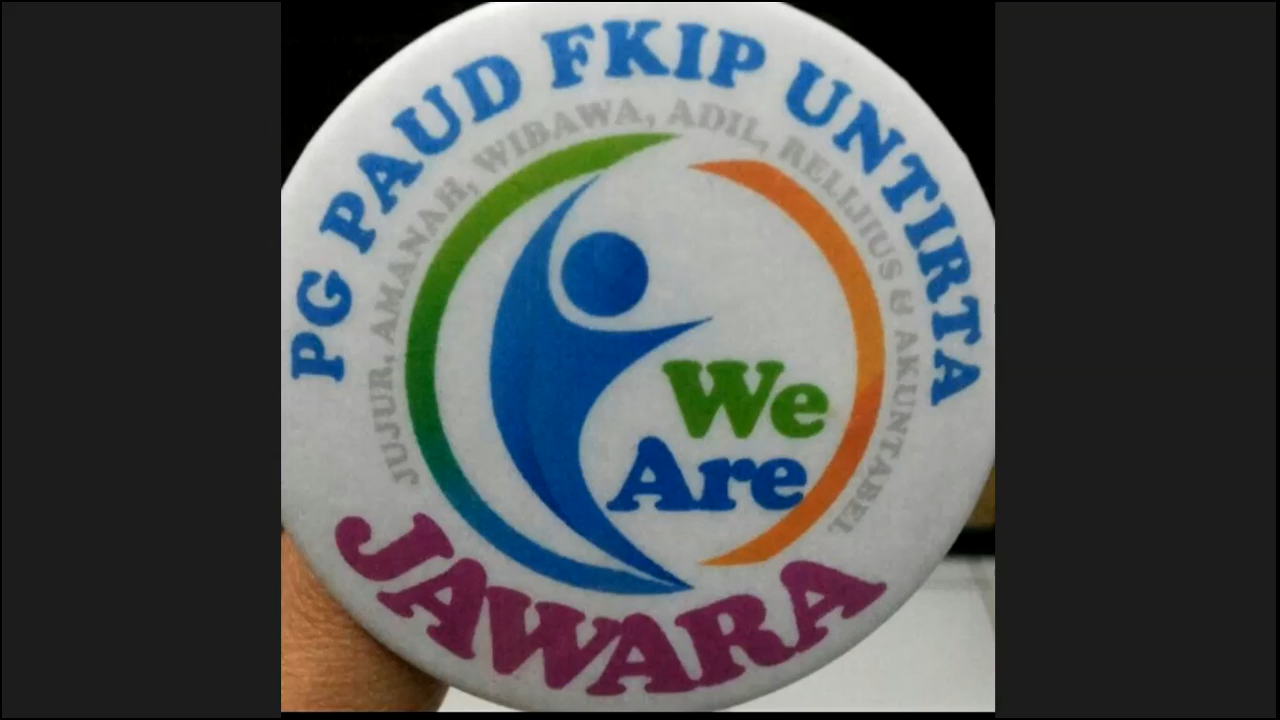 PG PAUD FKIP UNTIRTA
JUJUR, AMANAH, WIBAWA, ADIL, RELIJIUS & AKUNTABEL
We
Are
JAWARA